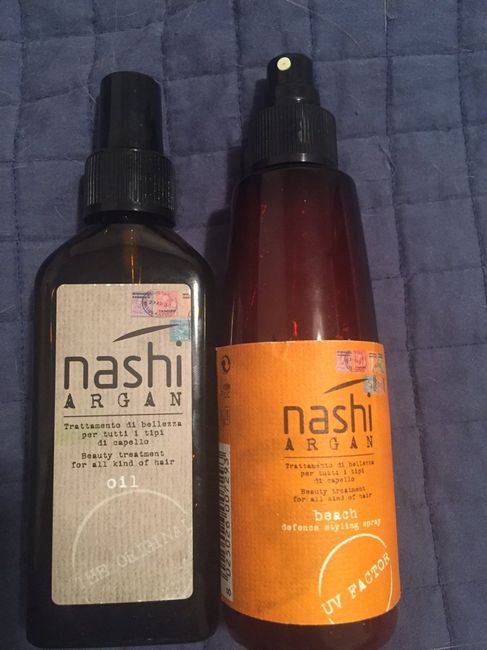 nashi
ARGAN
Trattamento di bellezza
per tutti i tipi
di capello
Beauty treatment
for all kind of hair
oil
THE ORIGINAL
nashi
ARGAN
Trattamento di bellezza
per tutti i tipi
di capello
Beauty treatment
for all kind of hair
beach
defence styling spray
UV FACTOR